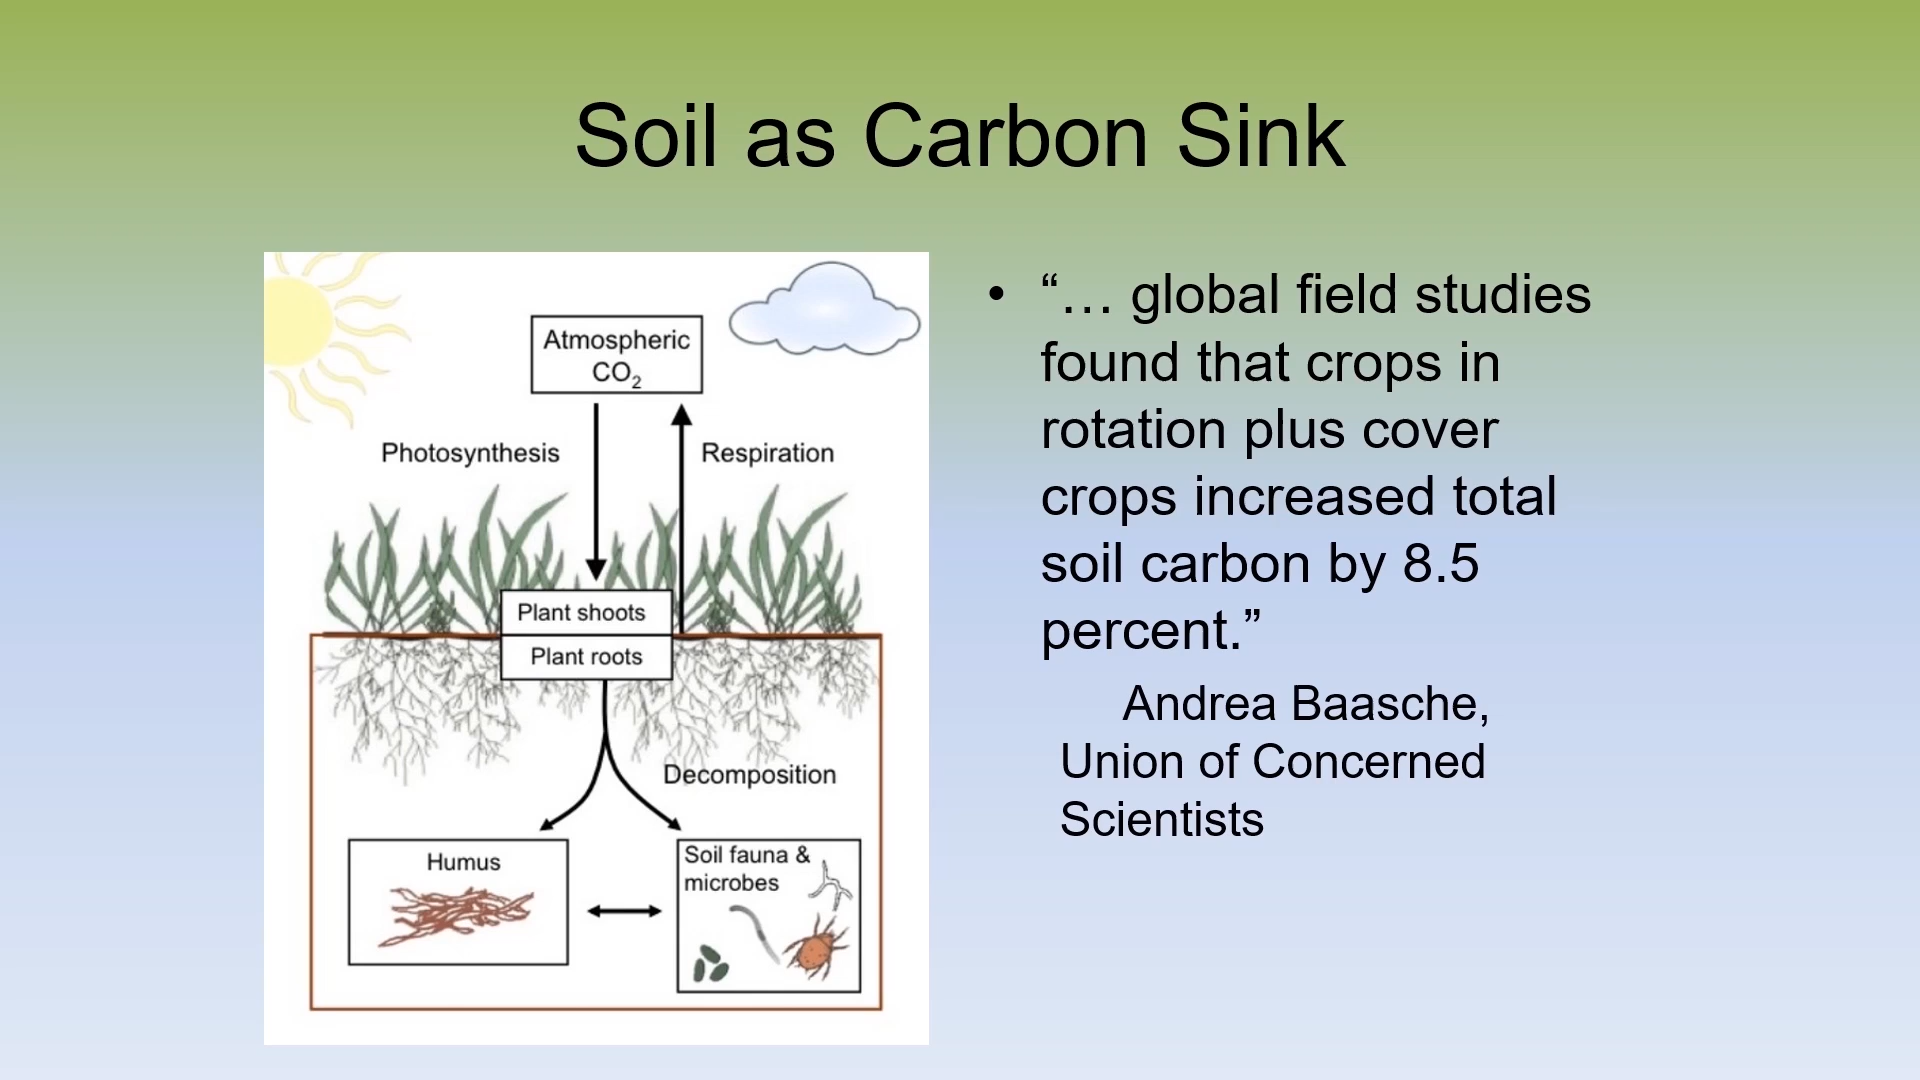 Soil as Carbon Sink
Atmospheric
CO₂
Photosynthesis
Respiration
Plant shoots
Plant roots
Decomposition
Humus
Soil fauna &
microbes
• “… global field studies
found that crops in
rotation plus cover
crops increased total
soil carbon by 8.5
percent.”
Andrea Baasche,
Union of Concerned
Scientists